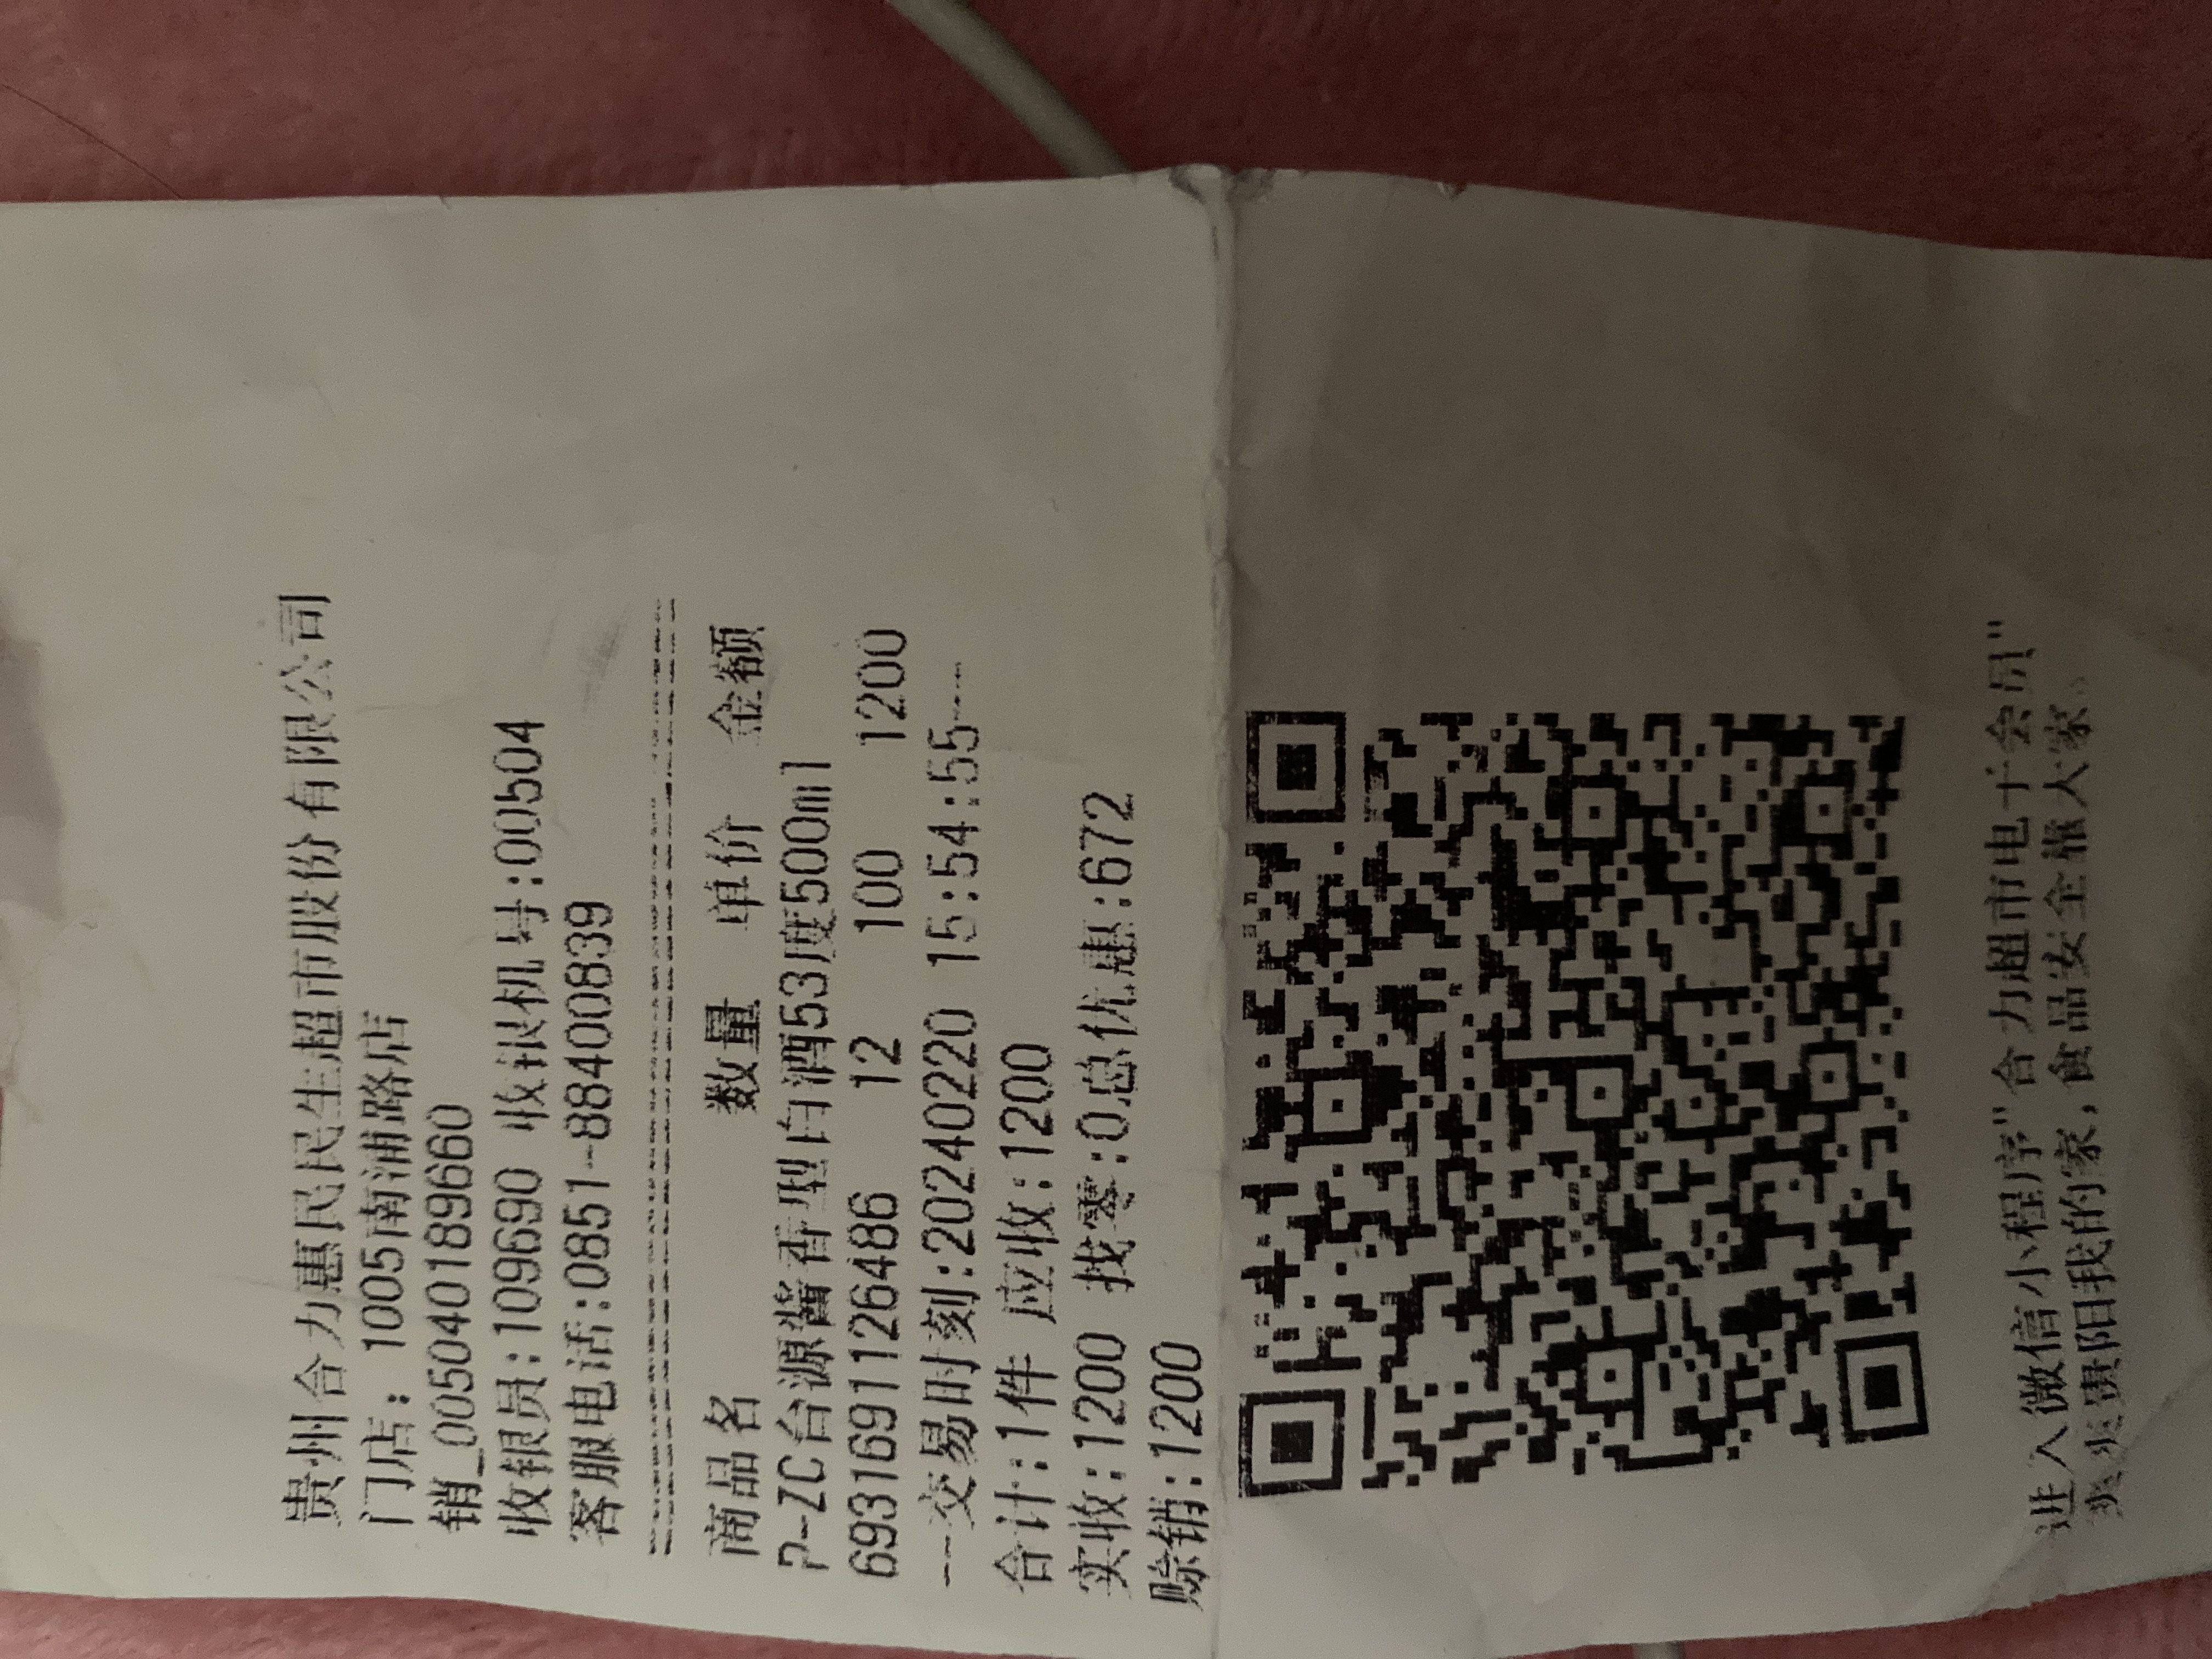 贵州合力惠民民生超市股份有限公司
门店: 1005南浦路店
销_005040189660
收银员:109690 收银机号:00504
客服电话:0851-88400839
商品名 数量 单价 金额
P-ZC台源酱香型白酒53度500ml
6931691126486 12 100 1200
---交易时刻:20240220 15:54:55---
合计:1件 应收:1200
实收:1200 找零:0总优惠:672
赊销:1200
进入微信小程序"合力超市电子会员"
爽爽贵阳我的家,食品安全靠大家。